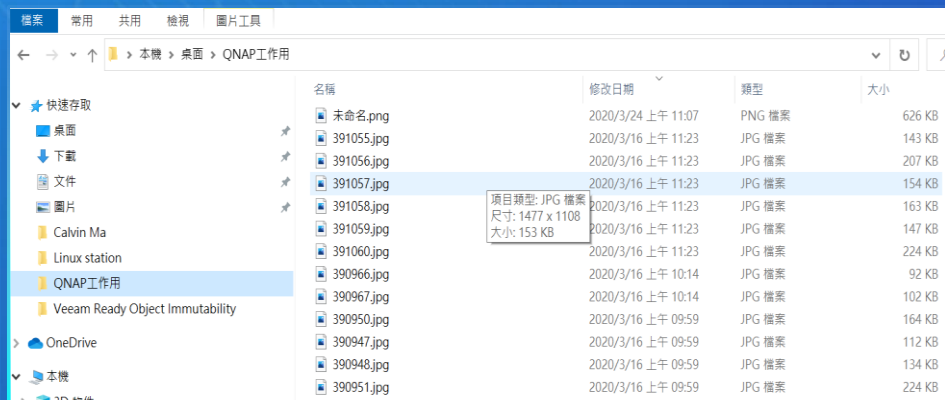 檔案 常用 共用 檢視 圖片工具
本機 桌面 QNAP工作用
名稱 修改日期 類型 大小
快速存取
桌面
下載
文件
圖片
Calvin Ma
Linux station
QNAP工作用
Veeam Ready Object Immutability
OneDrive
本機
未命名.png 2020/3/24 上午 11:07 PNG 檔案 626 KB
391055.jpg 2020/3/16 上午 11:23 JPG 檔案 143 KB
391056.jpg 2020/3/16 上午 11:23 JPG 檔案 207 KB
391057.jpg 2020/3/16 上午 11:23 JPG 檔案 154 KB
391058.jpg 2020/3/16 上午 11:23 JPG 檔案 163 KB
391059.jpg 2020/3/16 上午 11:23 JPG 檔案 147 KB
391060.jpg 2020/3/16 上午 11:23 JPG 檔案 224 KB
390966.jpg 2020/3/16 上午 10:14 JPG 檔案 92 KB
390967.jpg 2020/3/16 上午 10:14 JPG 檔案 102 KB
390950.jpg 2020/3/16 上午 09:59 JPG 檔案 164 KB
390947.jpg 2020/3/16 上午 09:59 JPG 檔案 112 KB
390948.jpg 2020/3/16 上午 09:59 JPG 檔案 134 KB
390951.jpg 2020/3/16 上午 09:59 JPG 檔案 224 KB
項目類型: JPG 檔案
尺寸: 1477 x 1108
大小: 153 KB